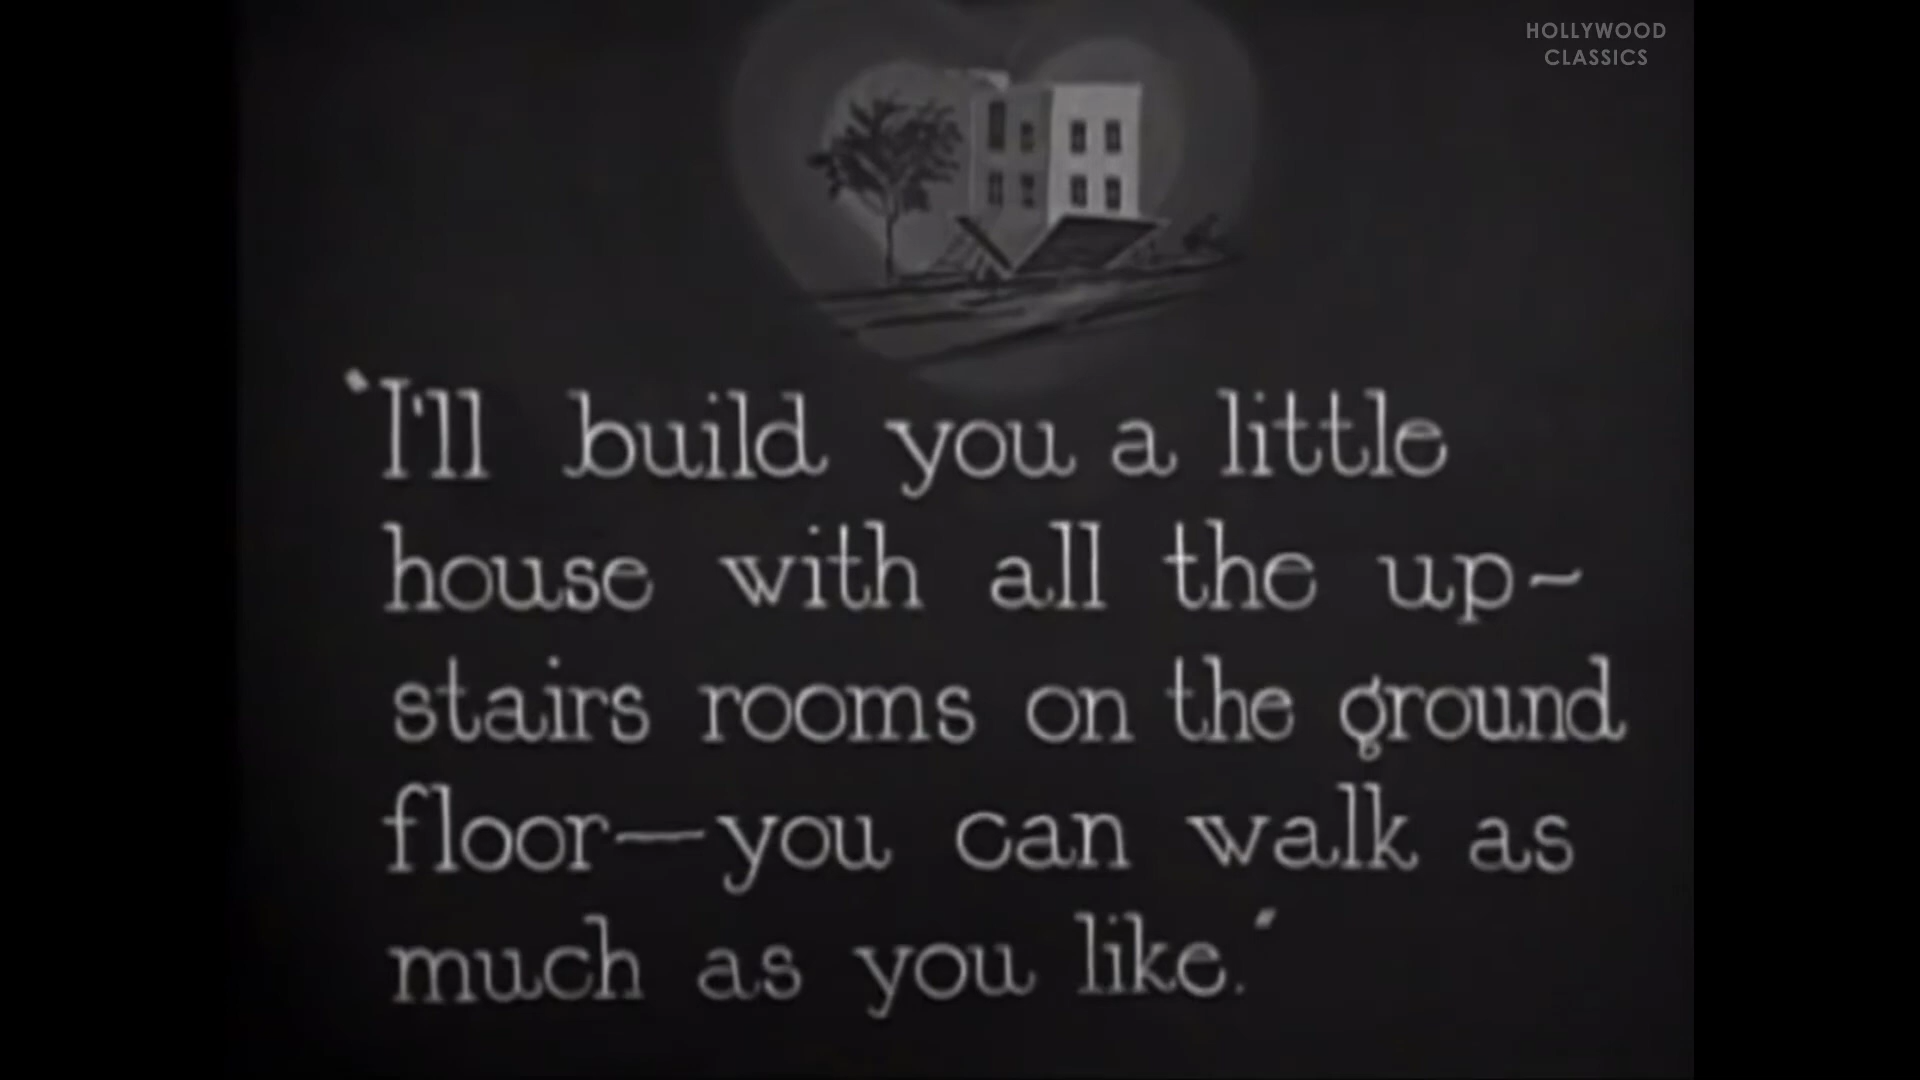 HOLLYWOOD
CLASSICS
"I'll build you a little
house with all the up-
stairs rooms on the ground
floor—you can walk as
much as you like."